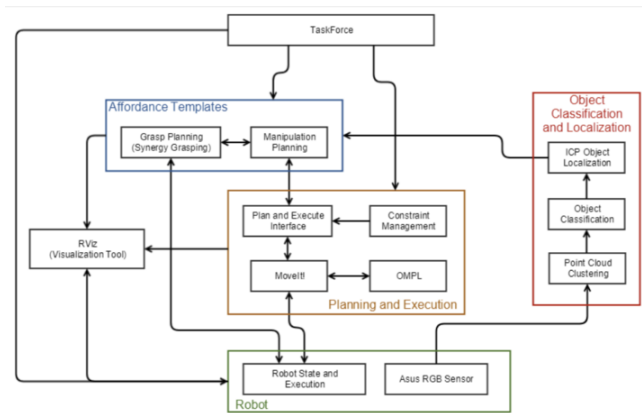 TaskForce
Affordance Templates
Grasp Planning
(Synergy Grasping)
Manipulation
Planning
Object
Classification
and Localization
ICP Object
Localization
Object
Classification
Point Cloud
Clustering
Plan and Execute
Interface
Constraint
Management
RViz
(Visualization Tool)
MoveIt!
OMPL
Planning and Execution
Robot State and
Execution
Asus RGB Sensor
Robot